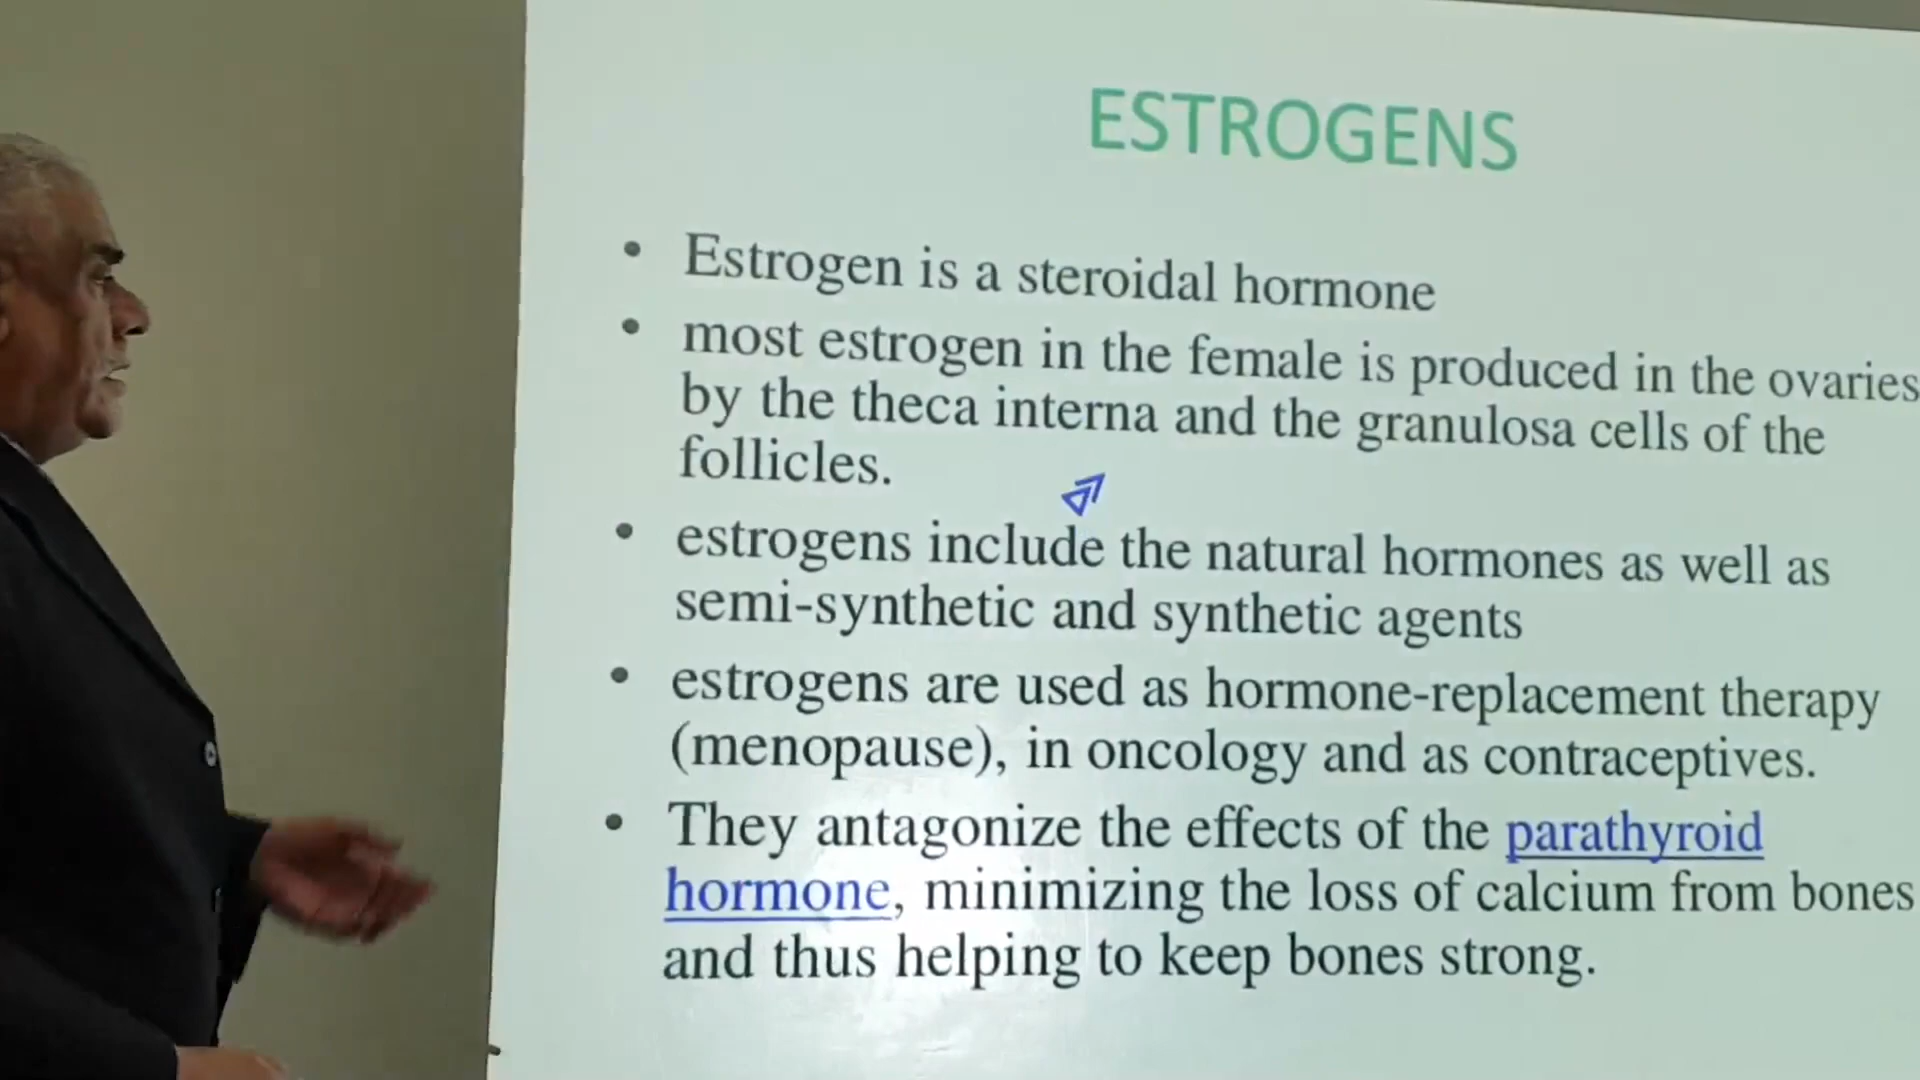 ESTROGENS
• Estrogen is a steroidal hormone
• most estrogen in the female is produced in the ovaries
by the theca interna and the granulosa cells of the
follicles.
• estrogens include the natural hormones as well as
semi-synthetic and synthetic agents
• estrogens are used as hormone-replacement therapy
(menopause), in oncology and as contraceptives.
• They antagonize the effects of the parathyroid
hormone, minimizing the loss of calcium from bones
and thus helping to keep bones strong.